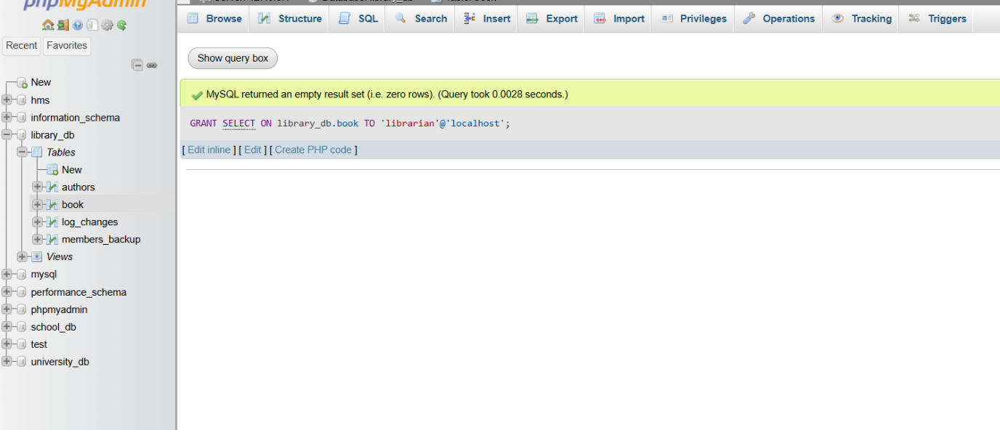 phpMyAdmin
Recent Favorites
New
hms
information_schema
library_db
Tables
New
authors
book
log_changes
members_backup
Views
mysql
performance_schema
phpmyadmin
school_db
test
university_db
Browse Structure SQL Search Insert Export Import Privileges Operations Tracking Triggers
Show query box
MySQL returned an empty result set (i.e. zero rows). (Query took 0.0028 seconds.)
GRANT SELECT ON library_db.book TO 'librarian'@'localhost';
[ Edit inline ] [ Edit ] [ Create PHP code ]